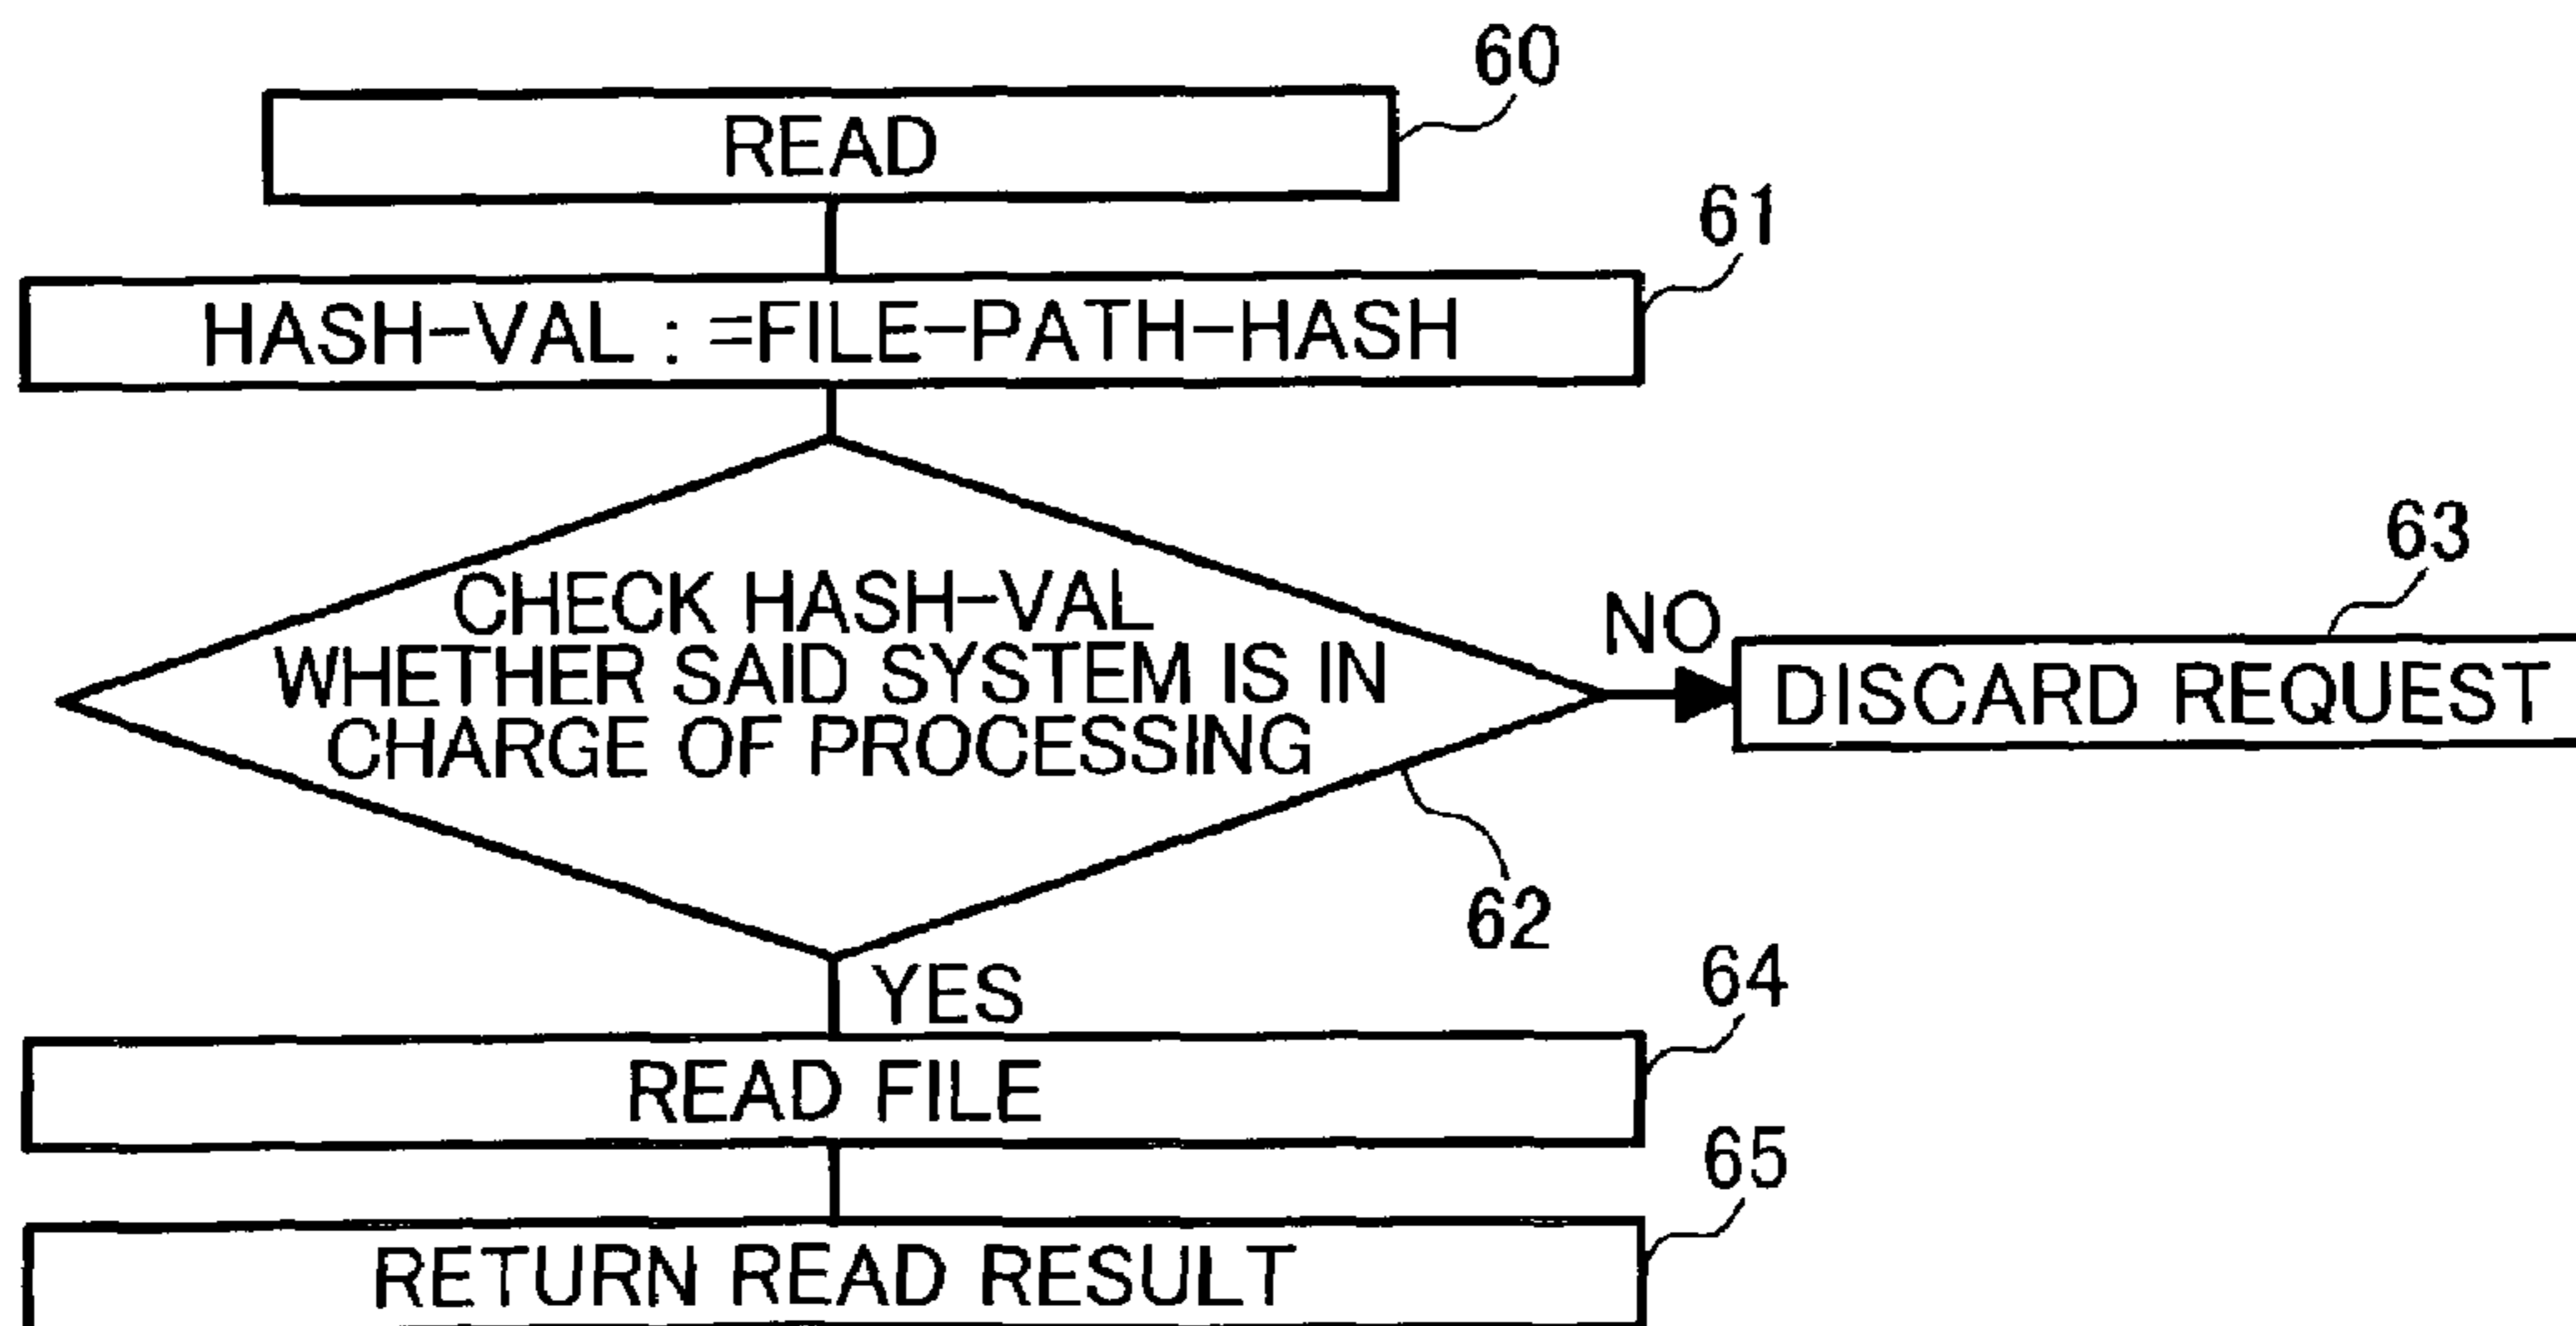 60
READ
61
HASH-VAL : =FILE-PATH-HASH
CHECK HASH-VAL
WHETHER SAID SYSTEM IS IN
CHARGE OF PROCESSING
NO
63
DISCARD REQUEST
62
YES
64
READ FILE
65
RETURN READ RESULT